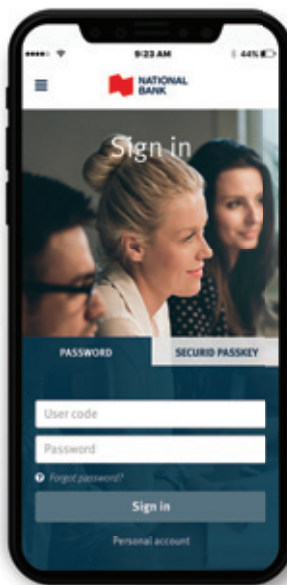 9:23 AM
44%
NATIONAL
BANK
Sign in
PASSWORD
SECURID PASSKEY
User code
Password
Forgot password?
Sign in
Personal account